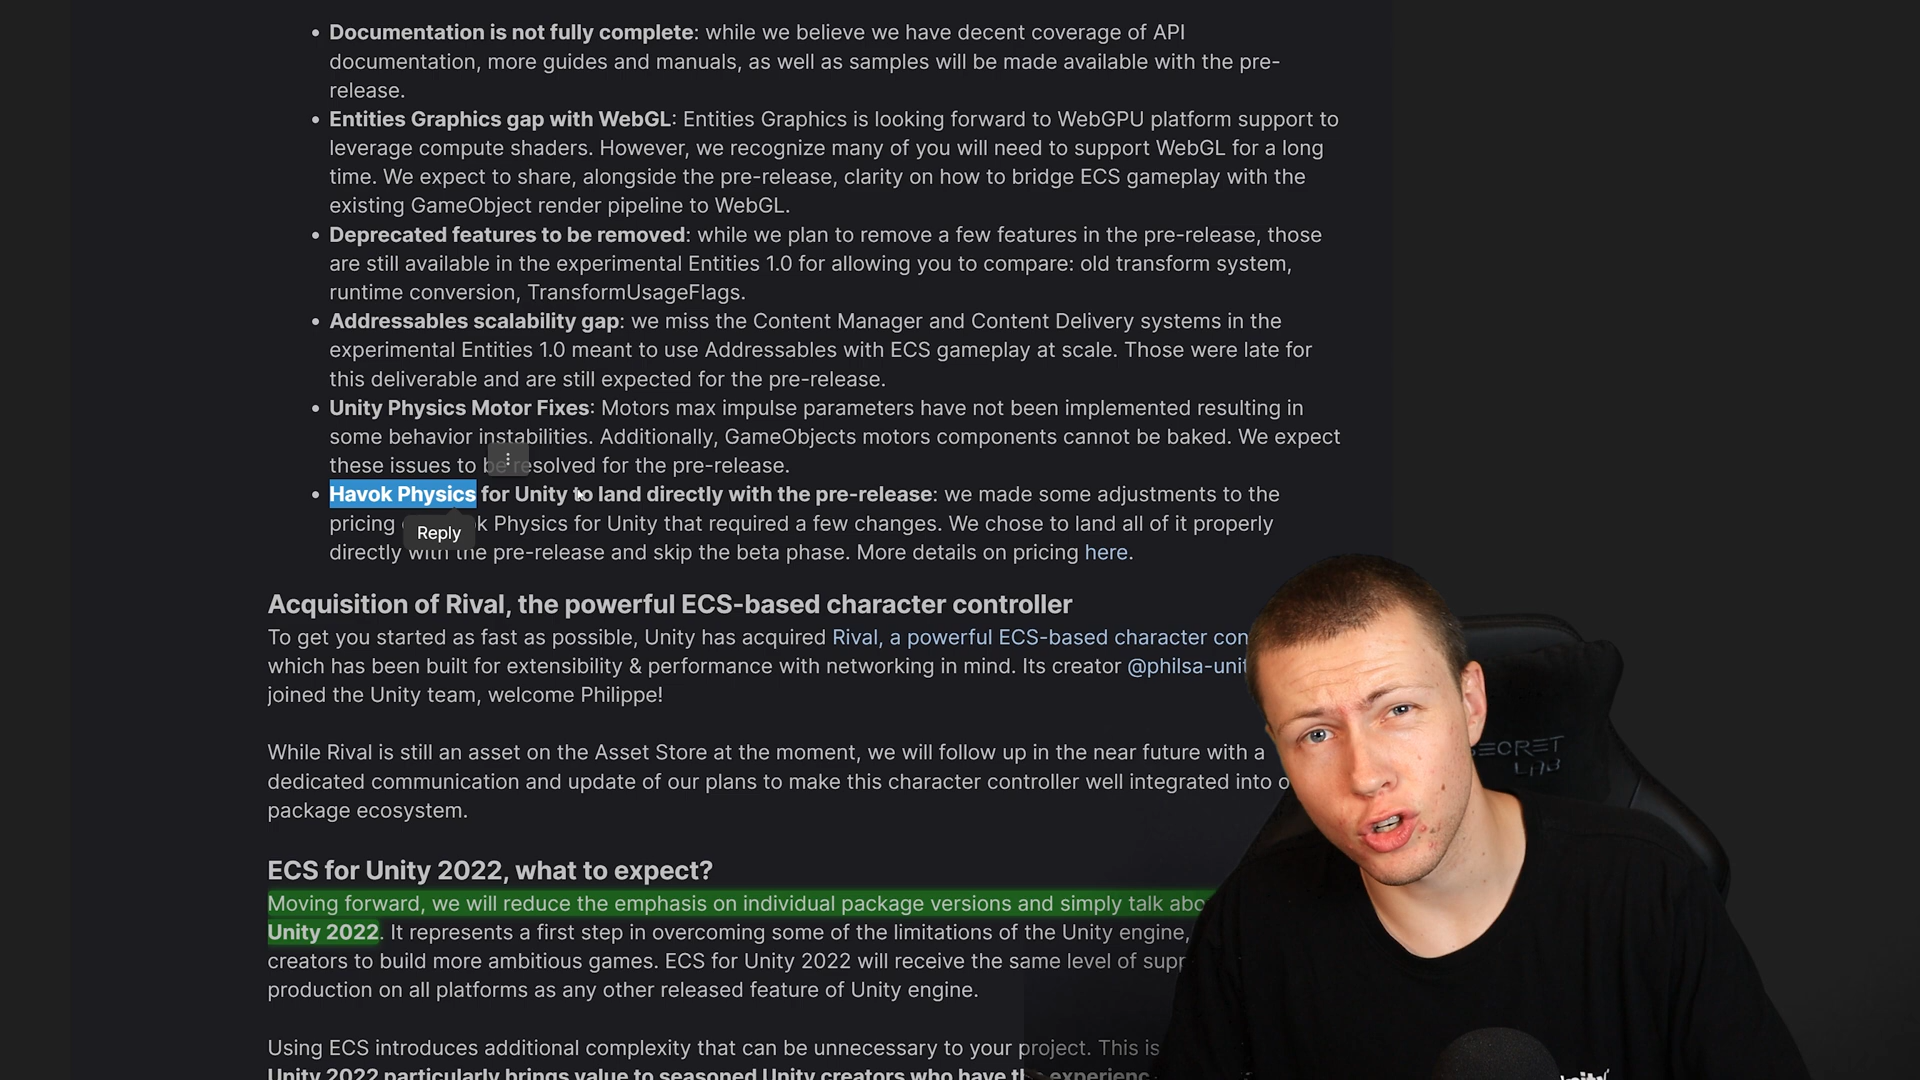 • Documentation is not fully complete: while we believe we have decent coverage of API
documentation, more guides and manuals, as well as samples will be made available with the pre-
release.
• Entities Graphics gap with WebGL: Entities Graphics is looking forward to WebGPU platform support to
leverage compute shaders. However, we recognize many of you will need to support WebGL for a long
time. We expect to share, alongside the pre-release, clarity on how to bridge ECS gameplay with the
existing GameObject render pipeline to WebGL.
• Deprecated features to be removed: while we plan to remove a few features in the pre-release, those
are still available in the experimental Entities 1.0 for allowing you to compare: old transform system,
runtime conversion, TransformUsageFlags.
• Addressables scalability gap: we miss the Content Manager and Content Delivery systems in the
experimental Entities 1.0 meant to use Addressables with ECS gameplay at scale. Those were late for
this deliverable and are still expected for the pre-release.
• Unity Physics Motor Fixes: Motors max impulse parameters have not been implemented resulting in
some behavior instabilities. Additionally, GameObjects motors components cannot be baked. We expect
these issues to be resolved for the pre-release.
• Havok Physics for Unity to land directly with the pre-release: we made some adjustments to the
pricing k Physics for Unity that required a few changes. We chose to land all of it properly
Reply
directly with the pre-release and skip the beta phase. More details on pricing here.
Acquisition of Rival, the powerful ECS-based character controller
To get you started as fast as possible, Unity has acquired Rival, a powerful ECS-based character con
which has been built for extensibility & performance with networking in mind. Its creator @philsa-unit
joined the Unity team, welcome Philippe!
While Rival is still an asset on the Asset Store at the moment, we will follow up in the near future with a
dedicated communication and update of our plans to make this character controller well integrated into o
package ecosystem.
SECRET
LAB
ECS for Unity 2022, what to expect?
Moving forward, we will reduce the emphasis on individual package versions and simply talk abo
Unity 2022. It represents a first step in overcoming some of the limitations of the Unity engine,
creators to build more ambitious games. ECS for Unity 2022 will receive the same level of supp
production on all platforms as any other released feature of Unity engine.
Using ECS introduces additional complexity that can be unnecessary to your project. This is
Unity 2022 particularly brings value to seasoned Unity creators who have th experienc